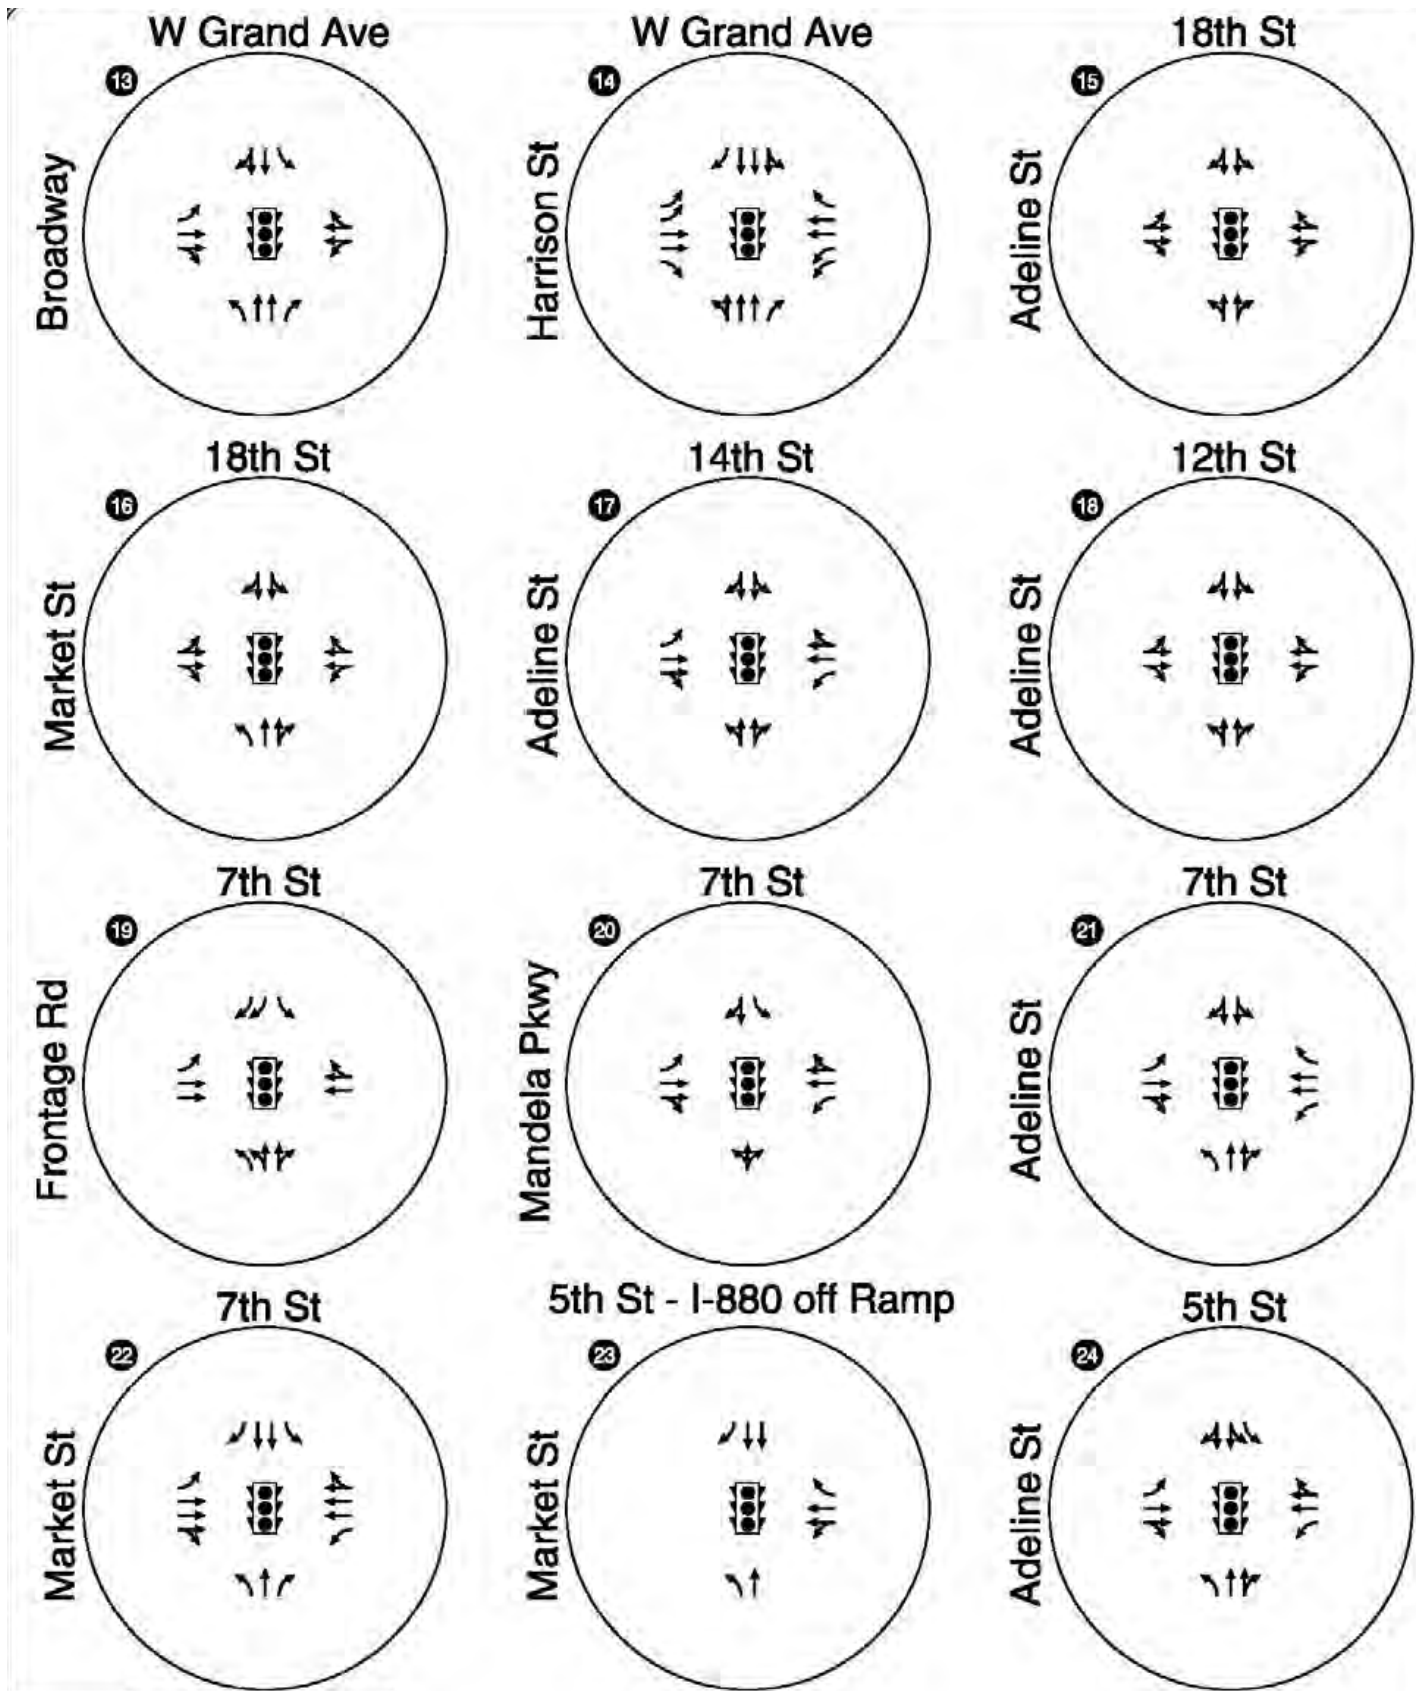 W Grand Ave
13
Broadway
W Grand Ave
14
Harrison St
18th St
15
Adeline St
18th St
16
Market St
14th St
17
Adeline St
12th St
18
Adeline St
7th St
19
Frontage Rd
7th St
20
Mandela Pkwy
7th St
21
Adeline St
7th St
22
Market St
5th St - I-880 off Ramp
23
Market St
5th St
24
Adeline St